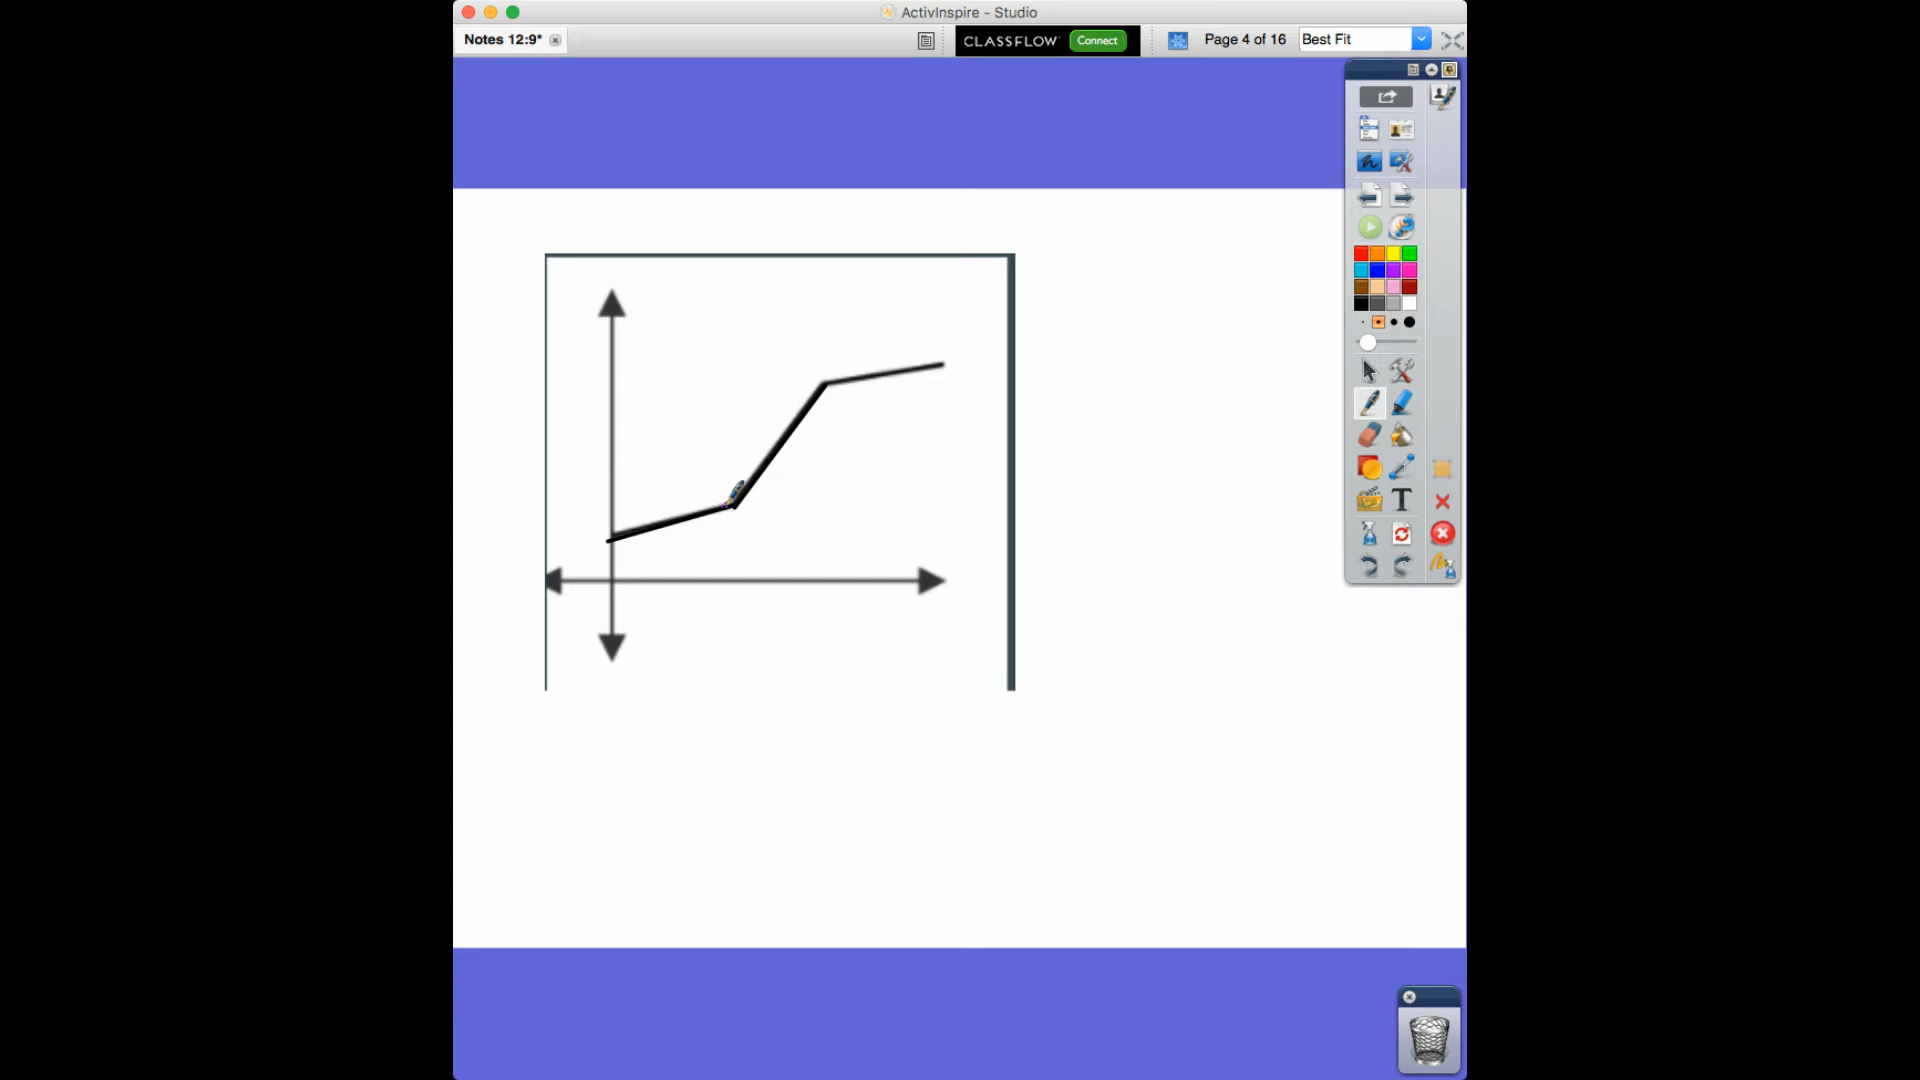 ActivInspire - Studio
Notes 12:9*
CLASSFLOW Connect
Page 4 of 16
Best Fit
T